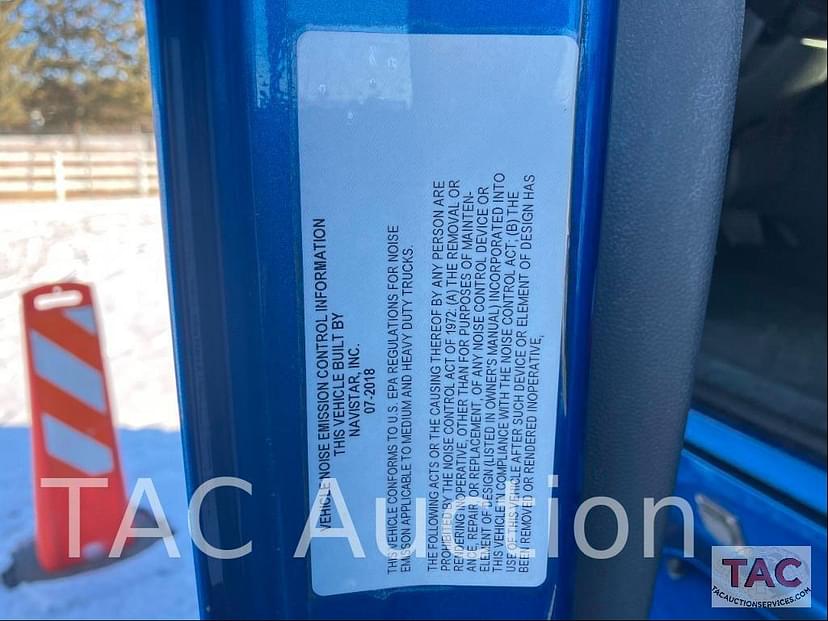 VEHICLE NOISE EMISSION CONTROL INFORMATION
THIS VEHICLE BUILT BY
NAVISTAR, INC.
07-2018
THIS VEHICLE CONFORMS TO U.S. EPA REGULATIONS FOR NOISE
EMISSION APPLICABLE TO MEDIUM AND HEAVY DUTY TRUCKS.
THE FOLLOWING ACTS OR THE CAUSING THEREOF BY ANY PERSON ARE
PROHIBITED BY THE NOISE CONTROL ACT OF 1972: (A) THE REMOVAL OR
RENDERING INOPERATIVE, OTHER THAN FOR PURPOSES OF MAINTEN-
ANCE, REPAIR, OR REPLACEMENT, OF ANY NOISE CONTROL DEVICE OR
ELEMENT OF DESIGN (LISTED IN OWNER'S MANUAL) INCORPORATED INTO
THIS VEHICLE IN COMPLIANCE WITH THE NOISE CONTROL ACT; (B) THE
USE OF THIS VEHICLE AFTER SUCH DEVICE OR ELEMENT OF DESIGN HAS
BEEN REMOVED OR RENDERED INOPERATIVE,
TAC Auction
TAC
TACAUCTIONSERVICES.COM
TAC